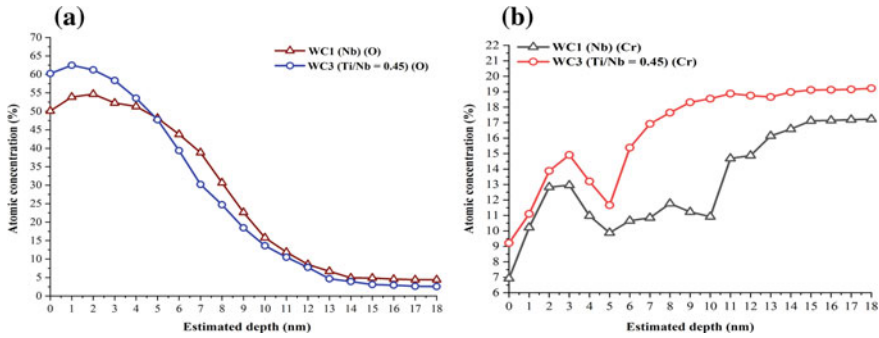 (a)
70
65
60
55
50
45
40
35
30
25
20
15
10
5
0
Atomic concentration (%)
WC1 (Nb) (O)
WC3 (Ti/Nb = 0.45) (O)
0 1 2 3 4 5 6 7 8 9 10 11 12 13 14 15 16 17 18
Estimated depth (nm)
(b)
22
21
20
19
18
17
16
15
14
13
12
11
10
9
8
7
6
Atomic concentration (%)
WC1 (Nb) (Cr)
WC3 (Ti/Nb = 0.45) (Cr)
0 1 2 3 4 5 6 7 8 9 10 11 12 13 14 15 16 17 18
Estimated depth (nm)